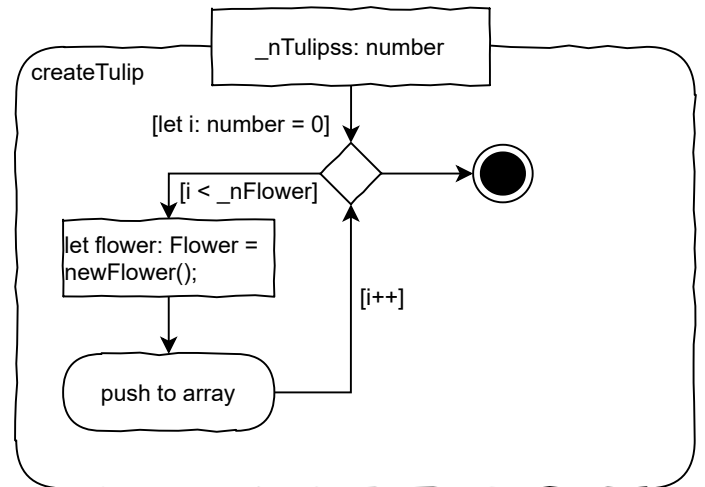 _nTulipss: number
createTulip
[let i: number = 0]
[i < _nFlower]
let flower: Flower =
newFlower();
[i++]
push to array